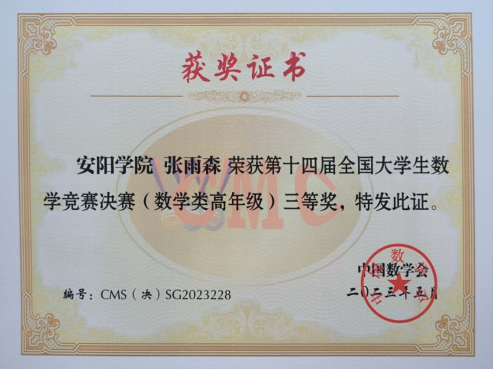 获奖证书
安阳学院 张雨森 荣获第十四届全国大学生数
学竞赛决赛（数学类高年级）三等奖，特发此证。
CMC
中国数学会
编号：CMS（决）SG2023228
二〇二三年五月